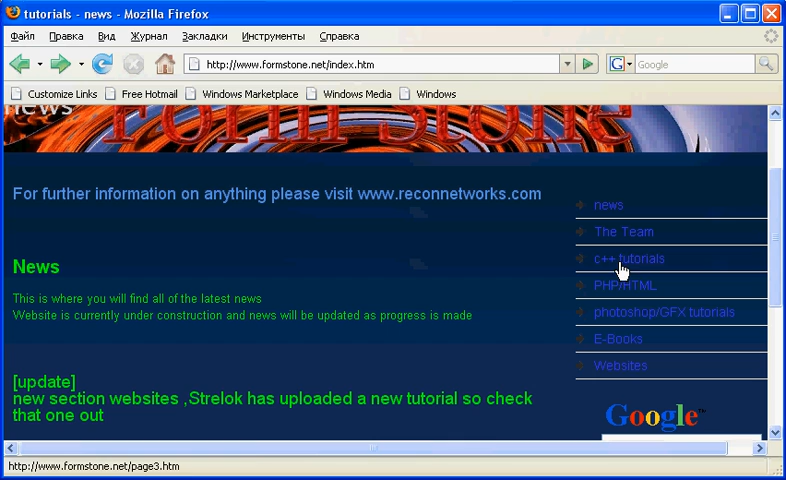 tutorials - news - Mozilla Firefox
Файл Правка Вид Журнал Закладки Инструменты Справка
http://www.formstone.net/index.htm
G Google
Customize Links Free Hotmail Windows Marketplace Windows Media Windows
news
Form Stone
For further information on anything please visit www.reconnetworks.com
news
The Team
c++ tutorials
PHP/HTML
photoshop/GFX tutorials
E-Books
Websites
News
This is where you will find all of the latest news
Website is currently under construction and news will be updated as progress is made
[update]
new section websites ,Strelok has uploaded a new tutorial so check
that one out
Google™
http://www.formstone.net/page3.htm